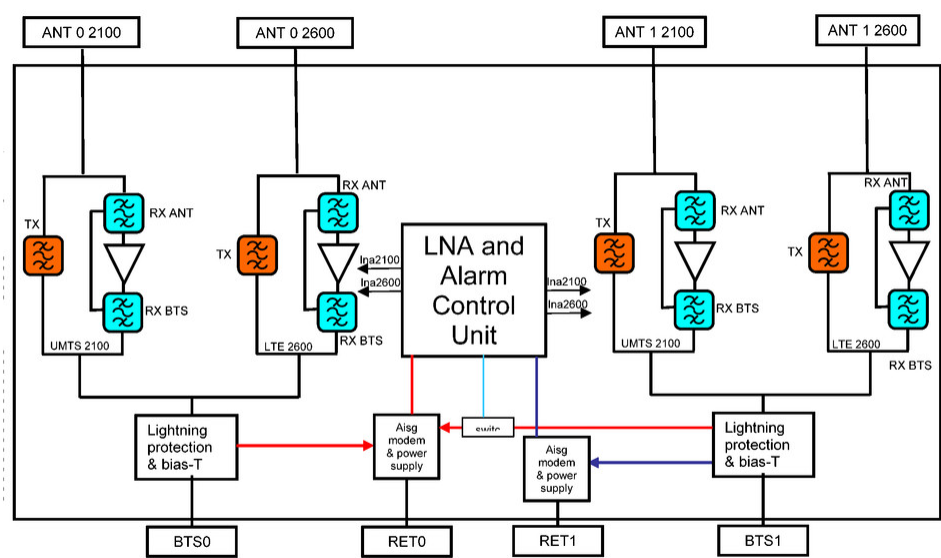 ANT 0 2100
ANT 0 2600
ANT 1 2100
ANT 1 2600
RX ANT
RX ANT
RX ANT
RX ANT
TX
TX
TX
TX
LNA and
Alarm
Control
Unit
lna2100
lna2600
lna2100
lna2600
RX BTS
RX BTS
RX BTS
RX BTS
UMTS 2100
LTE 2600
UMTS 2100
LTE 2600
Lightning
protection
& bias-T
Aisg
modem
& power
supply
Aisg
modem
& power
supply
Lightning
protection
& bias-T
BTS0
RET0
RET1
BTS1